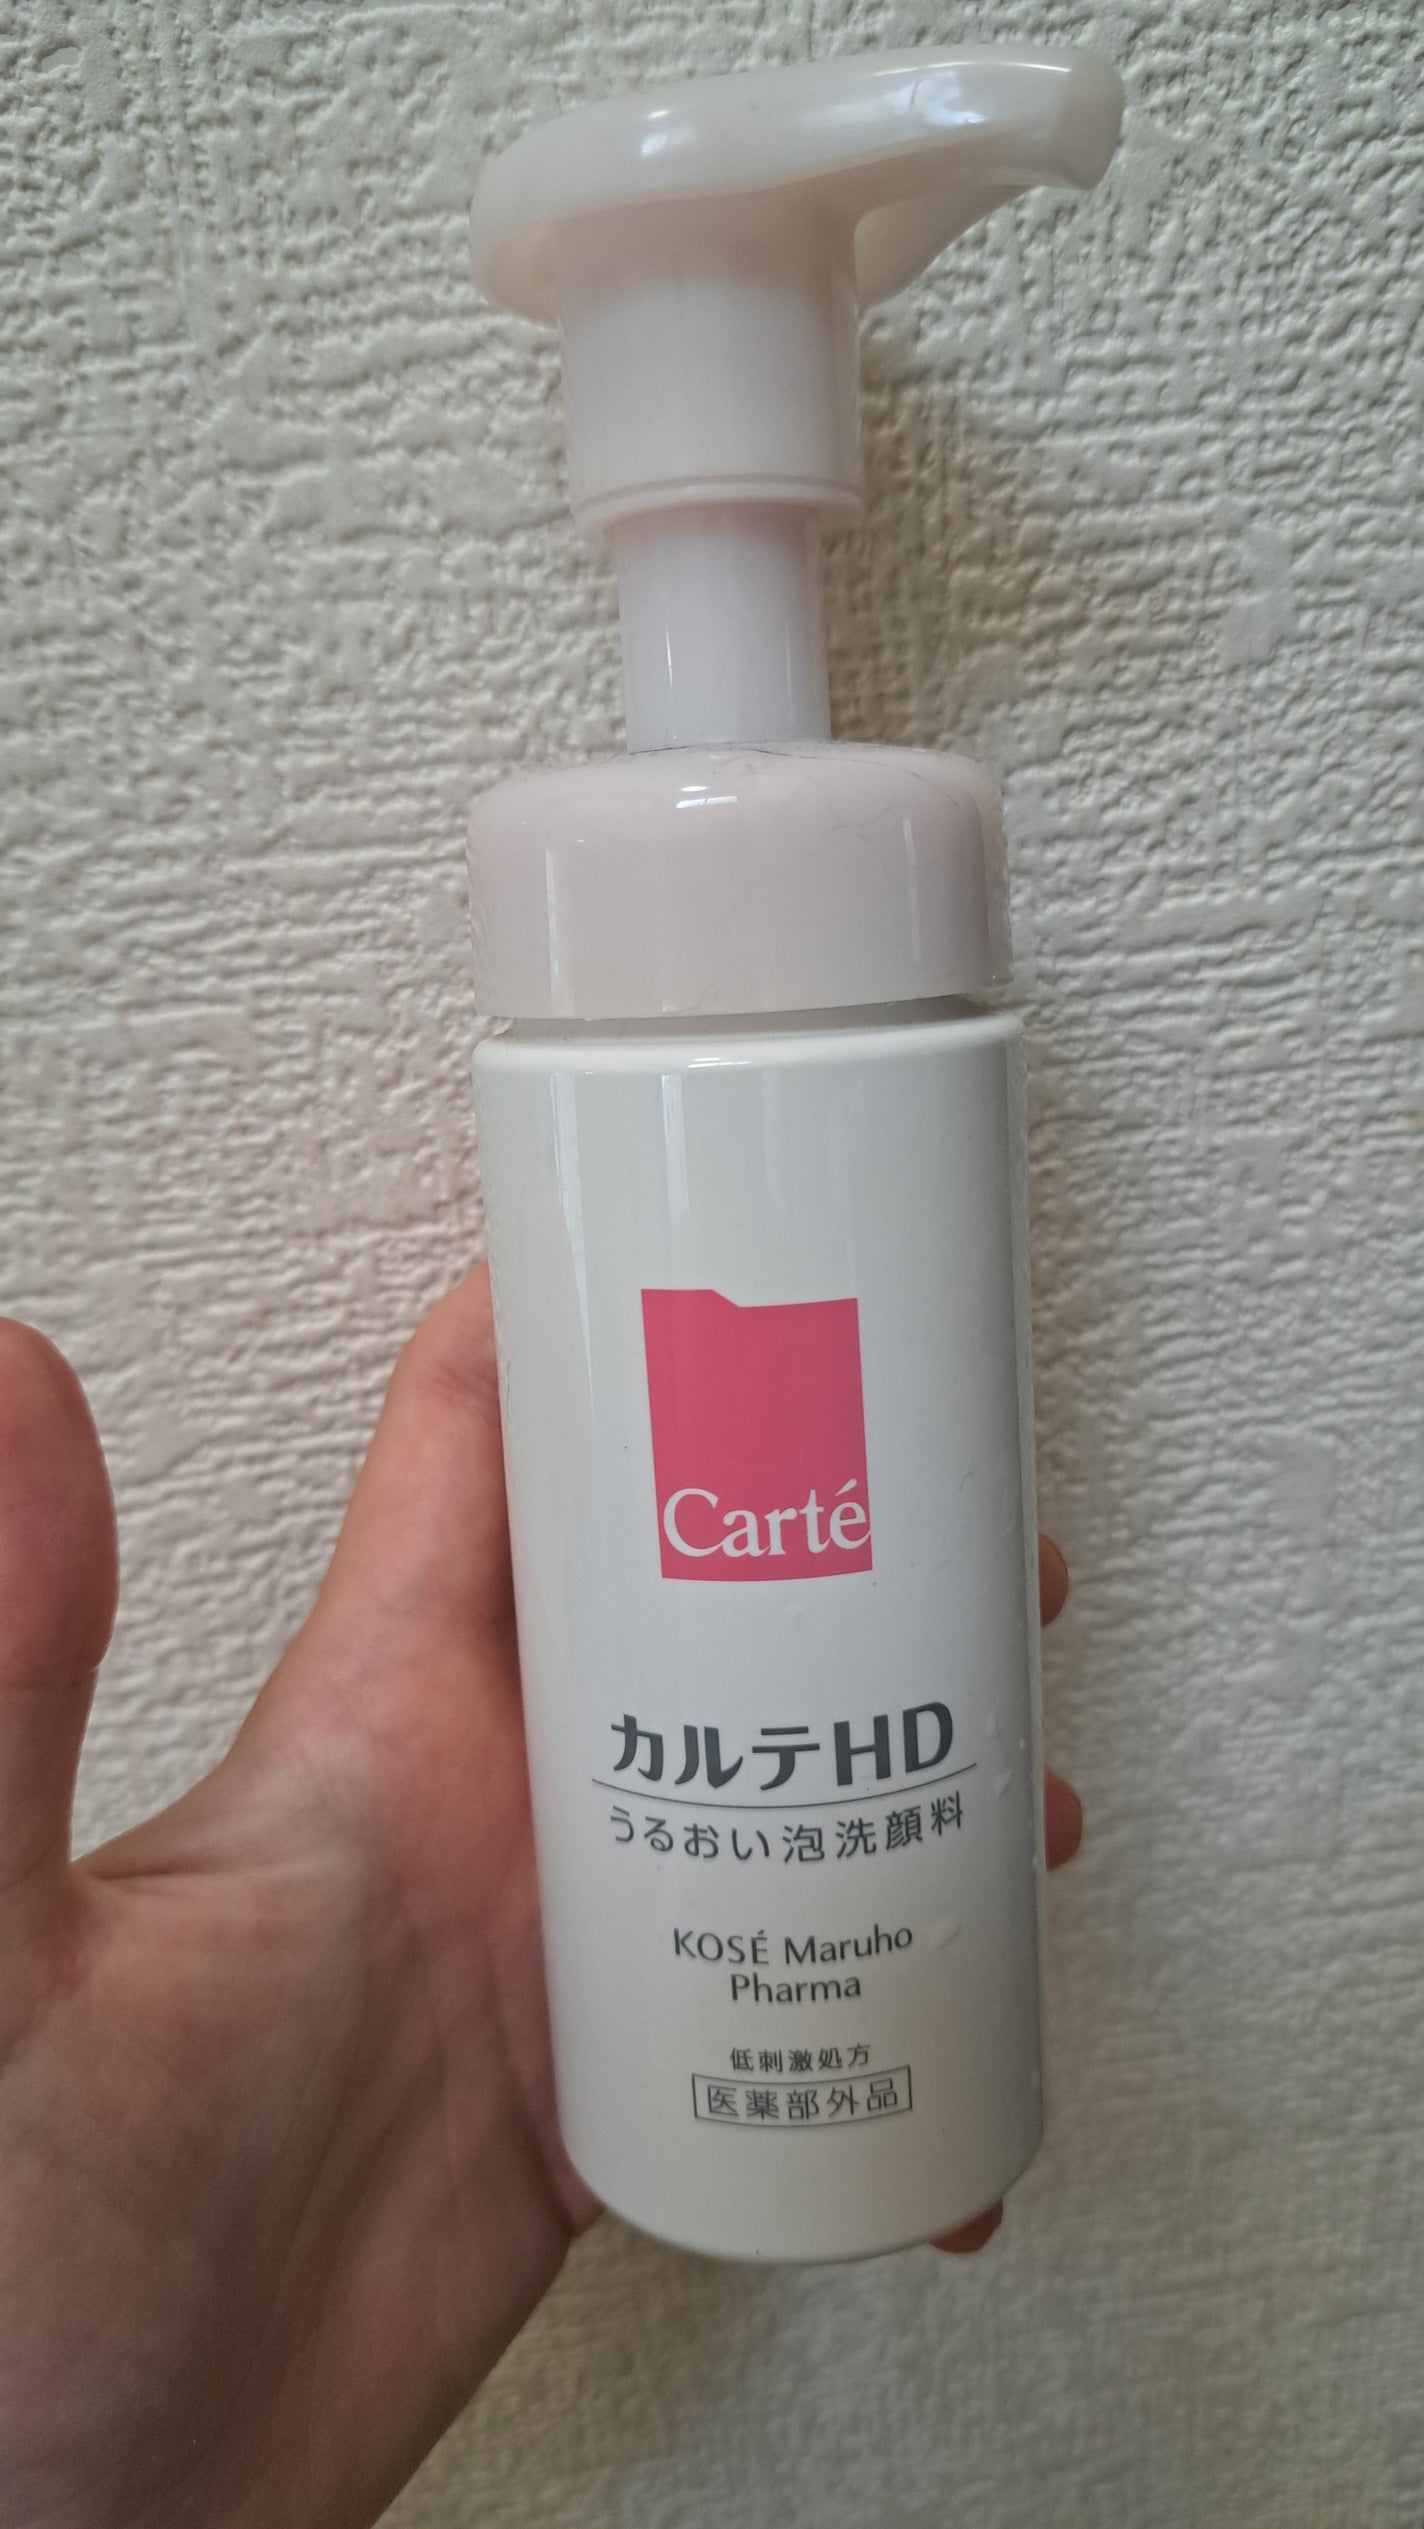 Carté
カルテHD
うるおい泡洗顔料
KOSÉ Maruho
Pharma
低刺激処方
医薬部外品